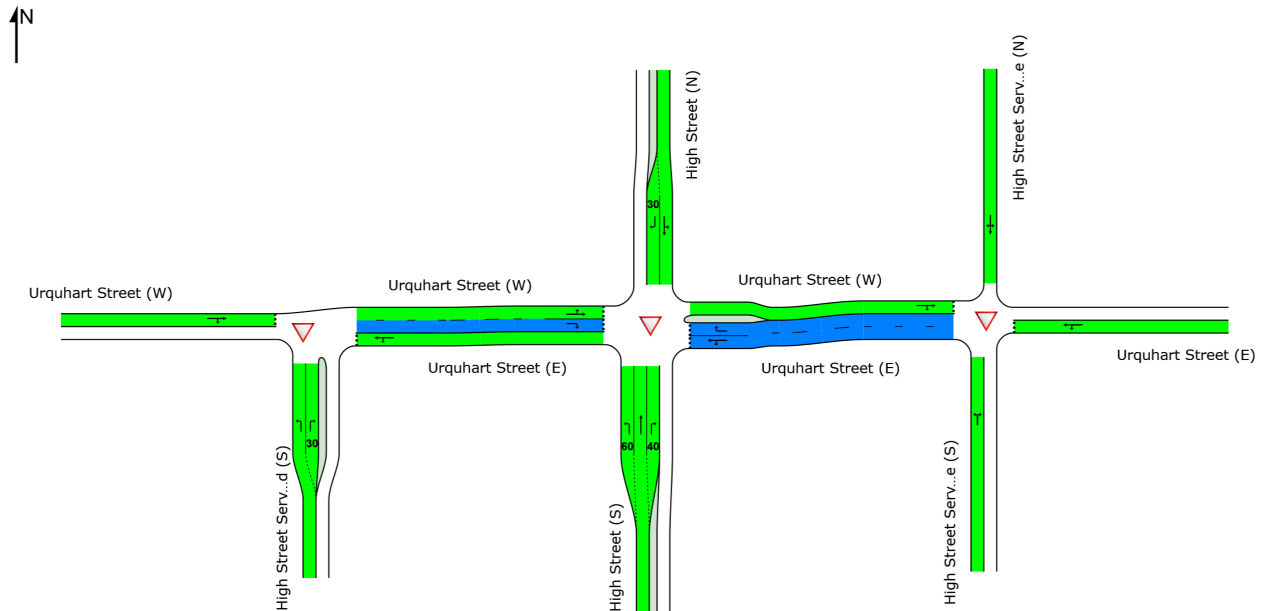 N
High Street (N)
High Street Serv...e (N)
30
Urquhart Street (W)
Urquhart Street (W)
Urquhart Street (W)
Urquhart Street (E)
Urquhart Street (E)
Urquhart Street (E)
30
60
40
High Street Serv...d (S)
High Street (S)
High Street Serv...e (S)